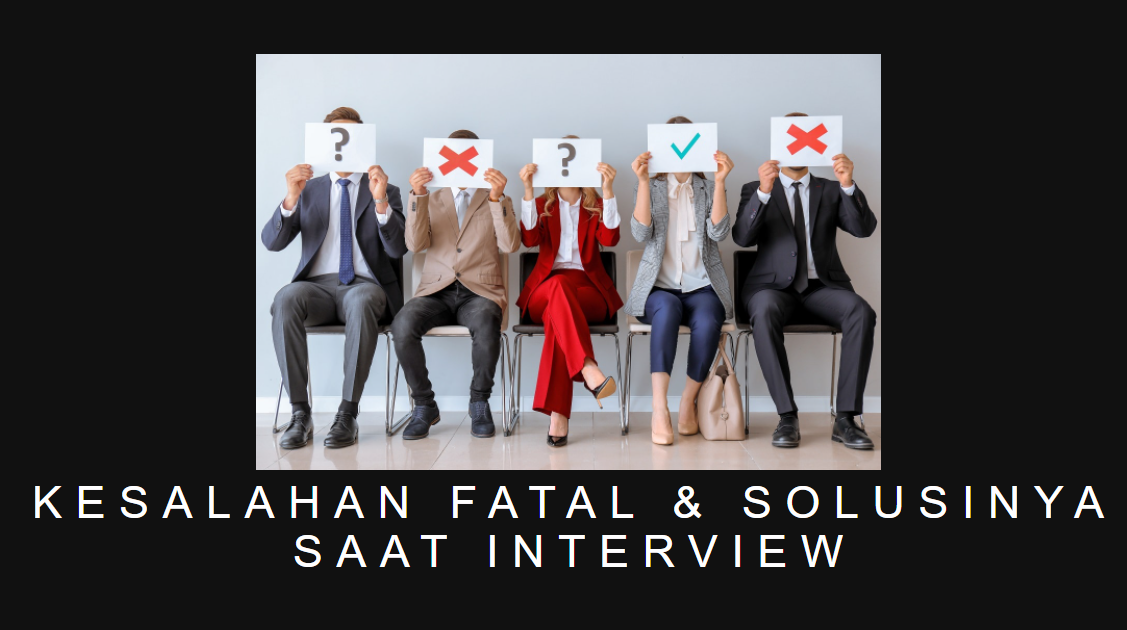 ?
?
KESALAHAN FATAL & SOLUSINYA
SAAT INTERVIEW